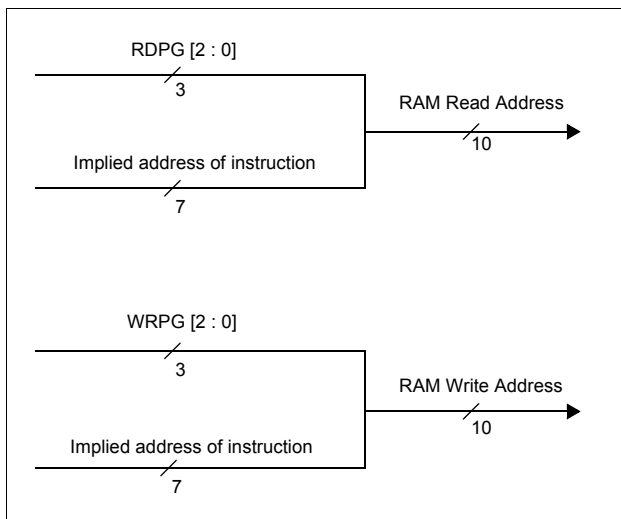 RDPG [2 : 0]
3
RAM Read Address
10
Implied address of instruction
7
WRPG [2 : 0]
3
RAM Write Address
10
Implied address of instruction
7